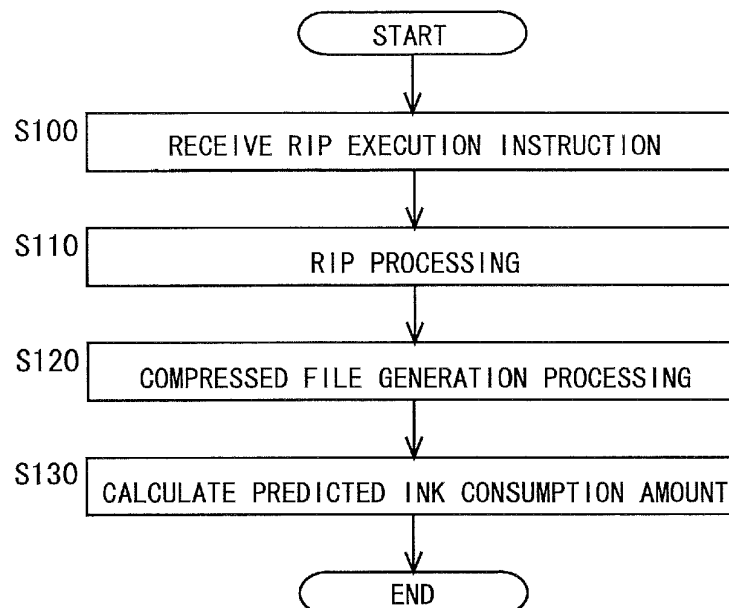 START
S100
RECEIVE RIP EXECUTION INSTRUCTION
S110
RIP PROCESSING
S120
COMPRESSED FILE GENERATION PROCESSING
S130
CALCULATE PREDICTED INK CONSUMPTION AMOUNT
END